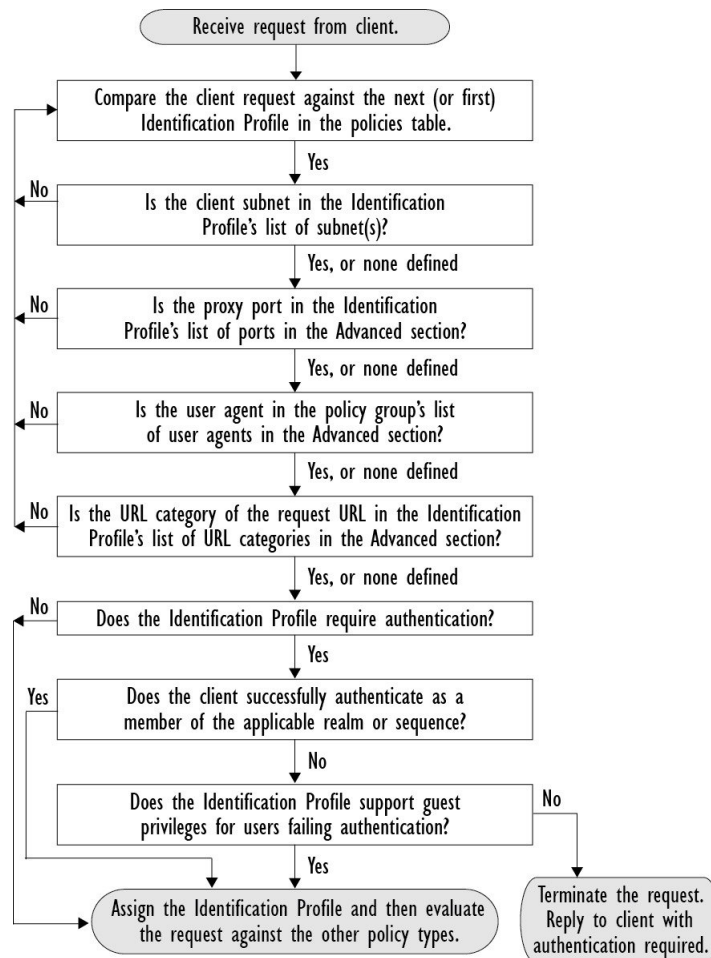 Receive request from client.
Compare the client request against the next (or first)
Identification Profile in the policies table.
Yes
No
Is the client subnet in the Identification
Profile's list of subnet(s)?
Yes, or none defined
No
Is the proxy port in the Identification
Profile's list of ports in the Advanced section?
Yes, or none defined
No
Is the user agent in the policy group's list
of user agents in the Advanced section?
Yes, or none defined
No
Is the URL category of the request URL in the Identification
Profile's list of URL categories in the Advanced section?
Yes, or none defined
No
Does the Identification Profile require authentication?
Yes
Yes
Does the client successfully authenticate as a
member of the applicable realm or sequence?
No
Does the Identification Profile support guest
privileges for users failing authentication?
No
Yes
Assign the Identification Profile and then evaluate
the request against the other policy types.
Terminate the request.
Reply to client with
authentication required.